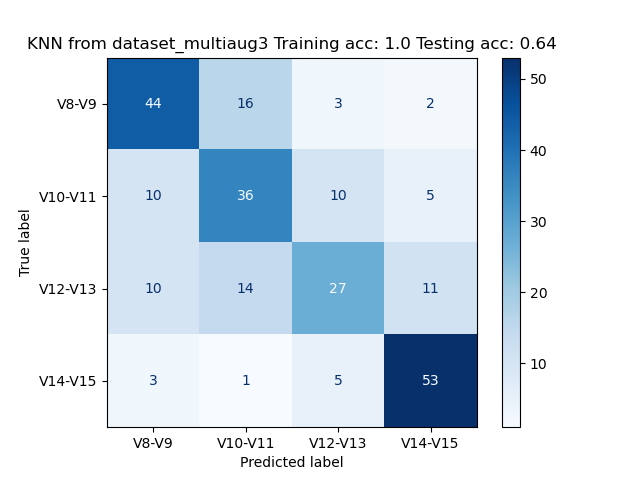 KNN from dataset_multiaug3 Training acc: 1.0 Testing acc: 0.64
V8-V9 44 16 3 2
V10-V11 10 36 10 5
V12-V13 10 14 27 11
V14-V15 3 1 5 53
V8-V9 V10-V11 V12-V13 V14-V15
Predicted label
True label
50
40
30
20
10